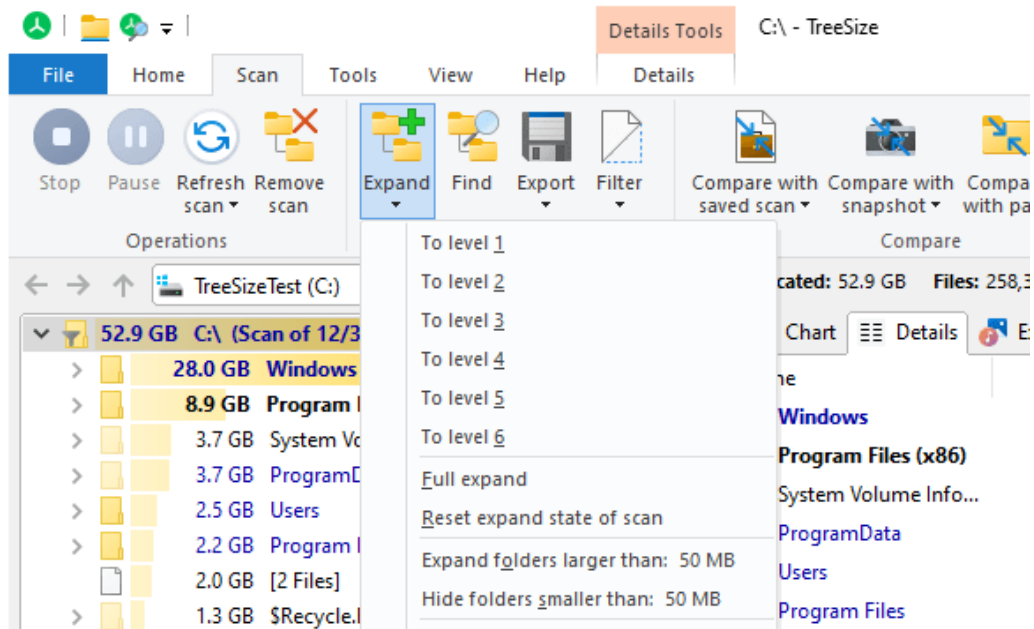 Details Tools
C:\ - TreeSize
File Home Scan Tools View Help Details
Stop Pause Refresh scan Remove scan Expand Find Export Filter Compare with saved scan Compare with snapshot
with
Operations
Compare
To level 1
To level 2
To level 3
To level 4
To level 5
To level 6
Full expand
Reset expand state of scan
Expand folders larger than: 50 MB
Hide folders smaller than: 50 MB
TreeSizeTest (C:)
52.9 GB Files: 258,3
52.9 GB C:\ (Scan of 12/3
28.0 GB Windows
8.9 GB Program
3.7 GB System
3.7 GB
2.5 GB Users
2.2 GB Program
2.0 GB [2 Files]
1.3 GB
Chart Details
Windows
Program Files (x86)
System Volume Info...
ProgramData
Users
Program Files